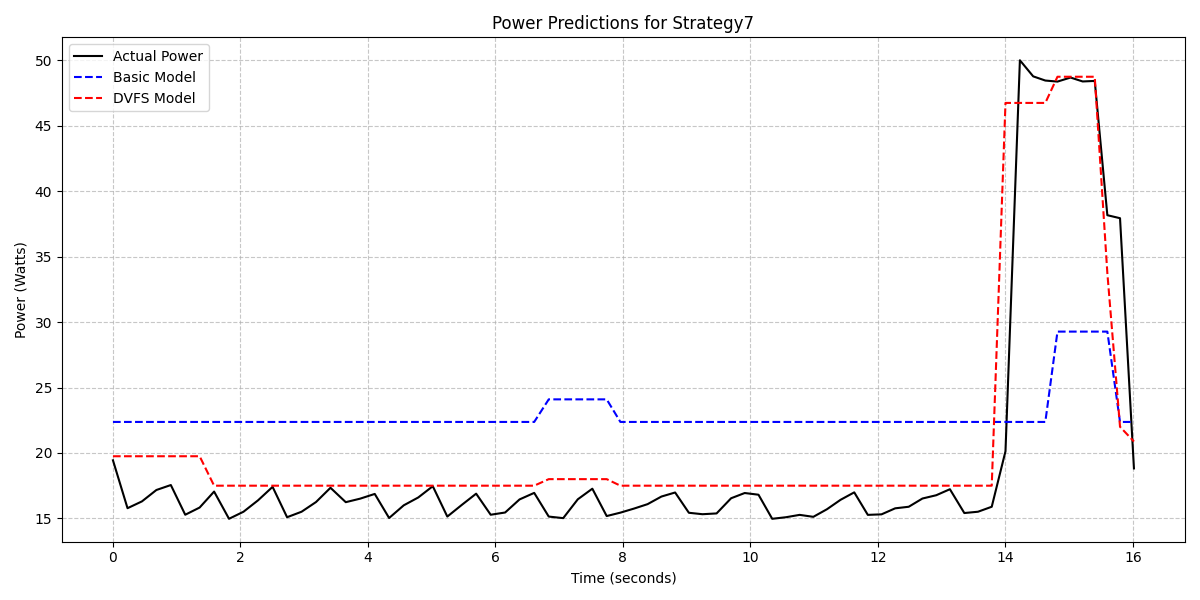 Power Predictions for Strategy7
Actual Power
Basic Model
DVFS Model
Power (Watts)
50
45
40
35
30
25
20
15
0 2 4 6 8 10 12 14 16
Time (seconds)